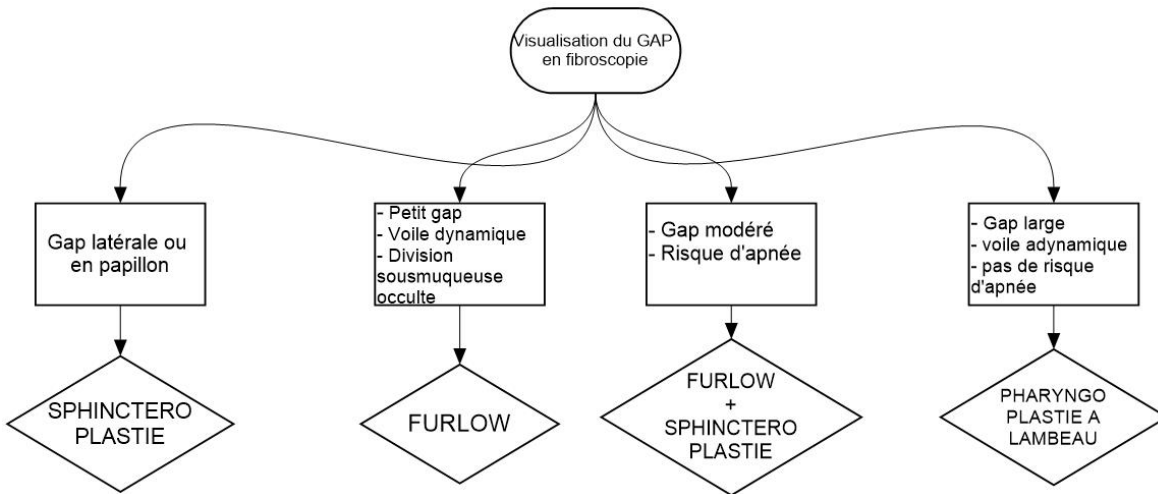 Visualisation du GAP
en fibroscopie
Gap latérale ou
en papillon
- Petit gap
- Voile dynamique
- Division
sousmuqueuse
occulte
- Gap modéré
- Risque d'apnée
- Gap large
- voile adynamique
- pas de risque
d'apnée
SPHINCTERO
PLASTIE
FURLOW
FURLOW
+
SPHINCTERO
PLASTIE
PHARYNGO
PLASTIE A
LAMBEAU